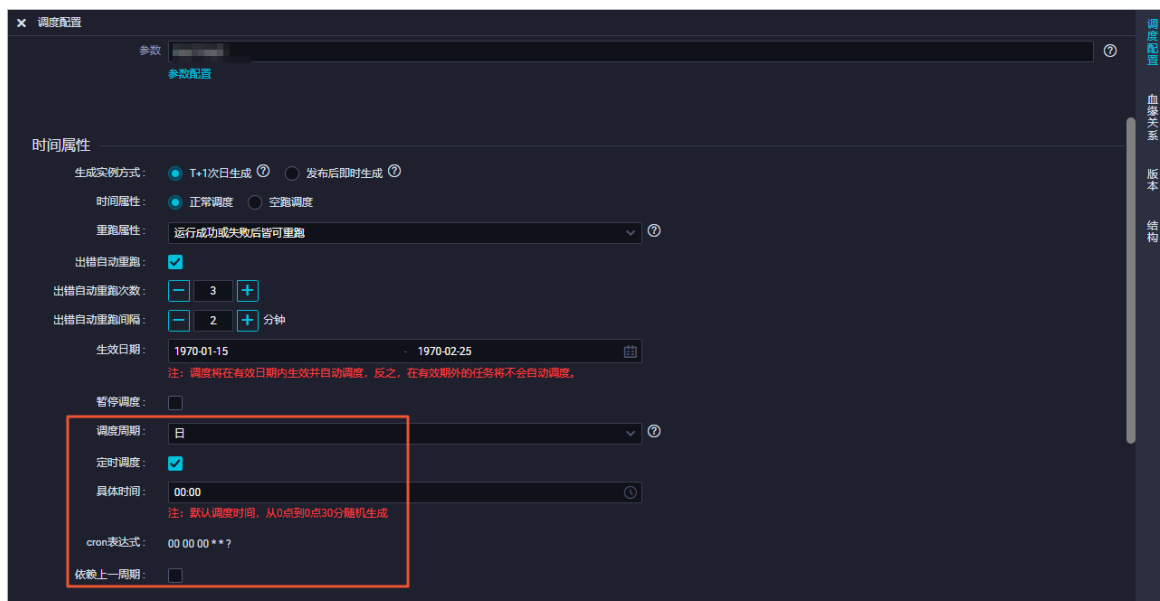 × 调度配置
参数
参数配置
时间属性
生成实例方式： T+1次日生成 ? 发布后即时生成 ?
时间属性： 正常调度 空跑调度
重跑属性： 运行成功或失败后皆可重跑 ?
出错自动重跑：
出错自动重跑次数： － 3 +
出错自动重跑间隔： － 2 + 分钟
生效日期： 1970-01-15 - 1970-02-25
注：调度将在有效日期内生效并自动调度，反之，在有效期外的任务将不会自动调度。
暂停调度：
调度周期： 日 ?
定时调度：
具体时间： 00:00
注：默认调度时间，从0点到0点30分随机生成
cron表达式： 00 00 00 * * ?
依赖上一周期：
调度配置
血缘关系
版本
结构